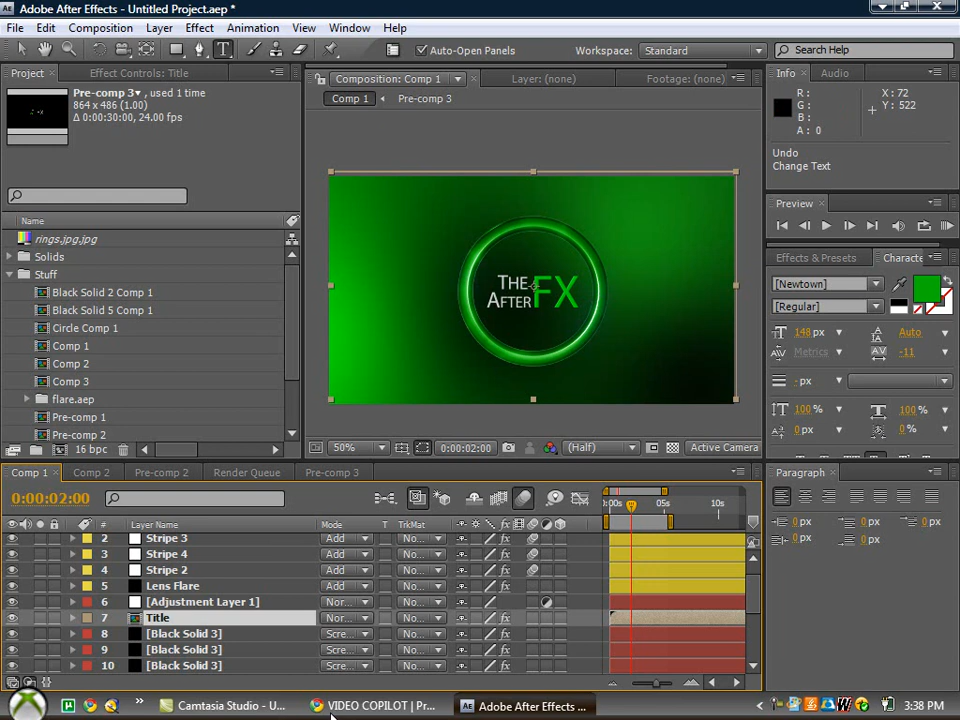 Adobe After Effects - Untitled Project.aep *
File Edit Composition Layer Effect Animation View Window Help
Auto-Open Panels Workspace: Standard Search Help
Project Effect Controls: Title
Pre-comp 3, used 1 time
864 x 486 (1.00)
Δ 0:00:30:00, 24.00 fps
Name
rings.jpg.jpg
Solids
Stuff
Black Solid 2 Comp 1
Black Solid 5 Comp 1
Circle Comp 1
Comp 1
Comp 2
Comp 3
flare.aep
Pre-comp 1
Pre-comp 2
16 bpc
Composition: Comp 1 Layer: (none) Footage: (none)
Comp 1 Pre-comp 3
THE
AFTER FX
50% 0:00:02:00 (Half) Active Camera
Info Audio
R : X : 72
G : Y : 522
B :
A : 0
Undo
Change Text
Preview
Effects & Presets Characte
[Newtown]
[Regular]
148 px Auto
Metrics -11
- px
100 % 100 %
0 px 0 %
Paragraph
0 px 0 px 0 px
0 px 0 px
Comp 1 Comp 2 Pre-comp 2 Render Queue Pre-comp 3
0:00:02:00
0:00s 05s 10s
# Layer Name Mode T TrkMat
2 Stripe 3 Add No...
3 Stripe 4 Add No...
4 Stripe 2 Add No...
5 Lens Flare Add No...
6 [Adjustment Layer 1] Nor... No...
7 Title Nor... No...
8 [Black Solid 3] Scre... No...
9 [Black Solid 3] Scre... No...
10 [Black Solid 3] Scre... No...
Camtasia Studio - U... VIDEO COPILOT | Pr... Adobe After Effects ... 3:38 PM